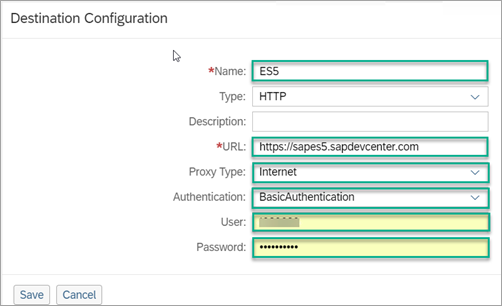 Destination Configuration
*Name: ES5
Type: HTTP
Description:
*URL: https://sapes5.sapdevcenter.com
Proxy Type: Internet
Authentication: BasicAuthentication
User:
Password: ••••••••••
Save Cancel